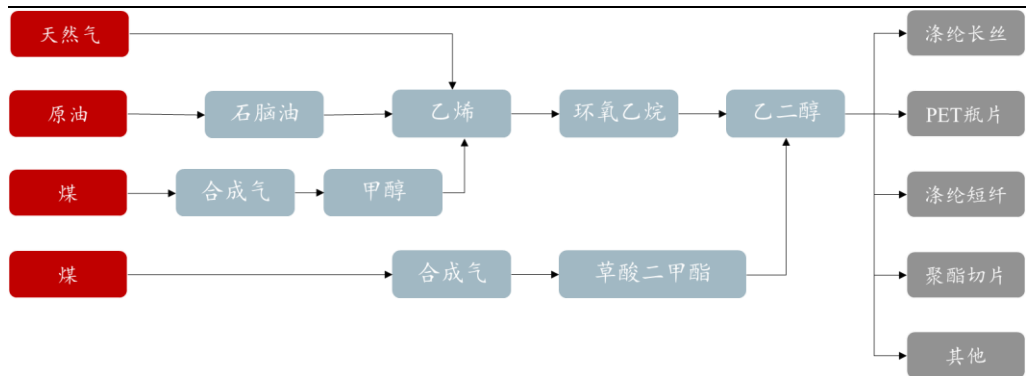 天然气
涤纶长丝
原油
石脑油
乙烯
环氧乙烷
乙二醇
PET瓶片
煤
合成气
甲醇
涤纶短纤
煤
合成气
草酸二甲酯
聚酯切片
其他